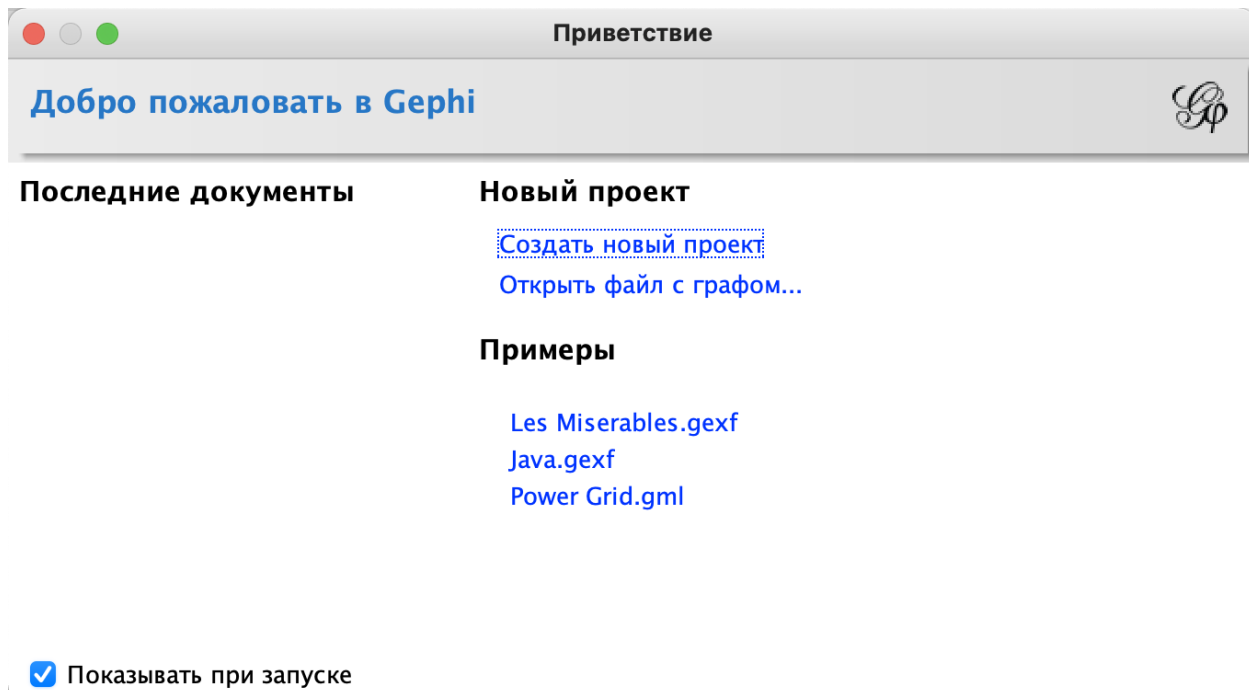 Приветствие
Добро пожаловать в Gephi
Последние документы
Новый проект
Создать новый проект
Открыть файл с графом...
Примеры
Les Miserables.gexf
Java.gexf
Power Grid.gml
Показывать при запуске